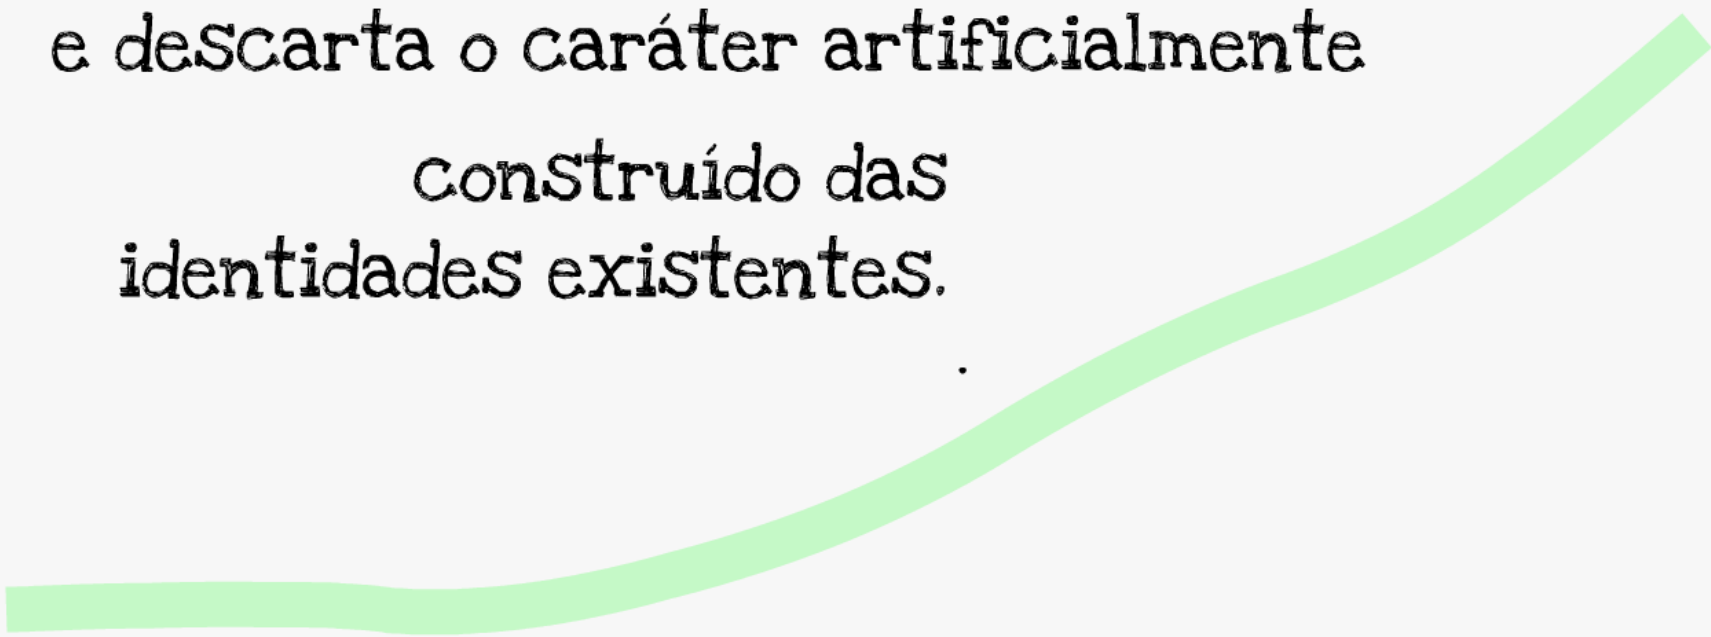 e descarta o caráter artificialmente
construído das
identidades existentes.
.